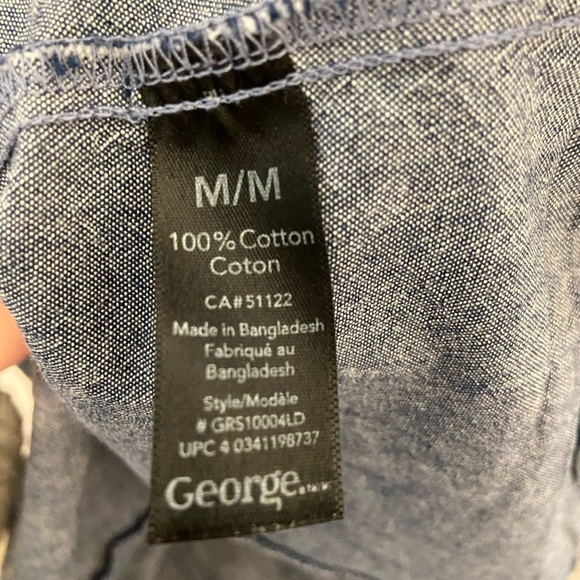 M/M
100% Cotton
Coton
CA# 51122
Made in Bangladesh
Fabriqué au
Bangladesh
Style/Modèle
# GRS10004LD
UPC 4 0341198737
George.